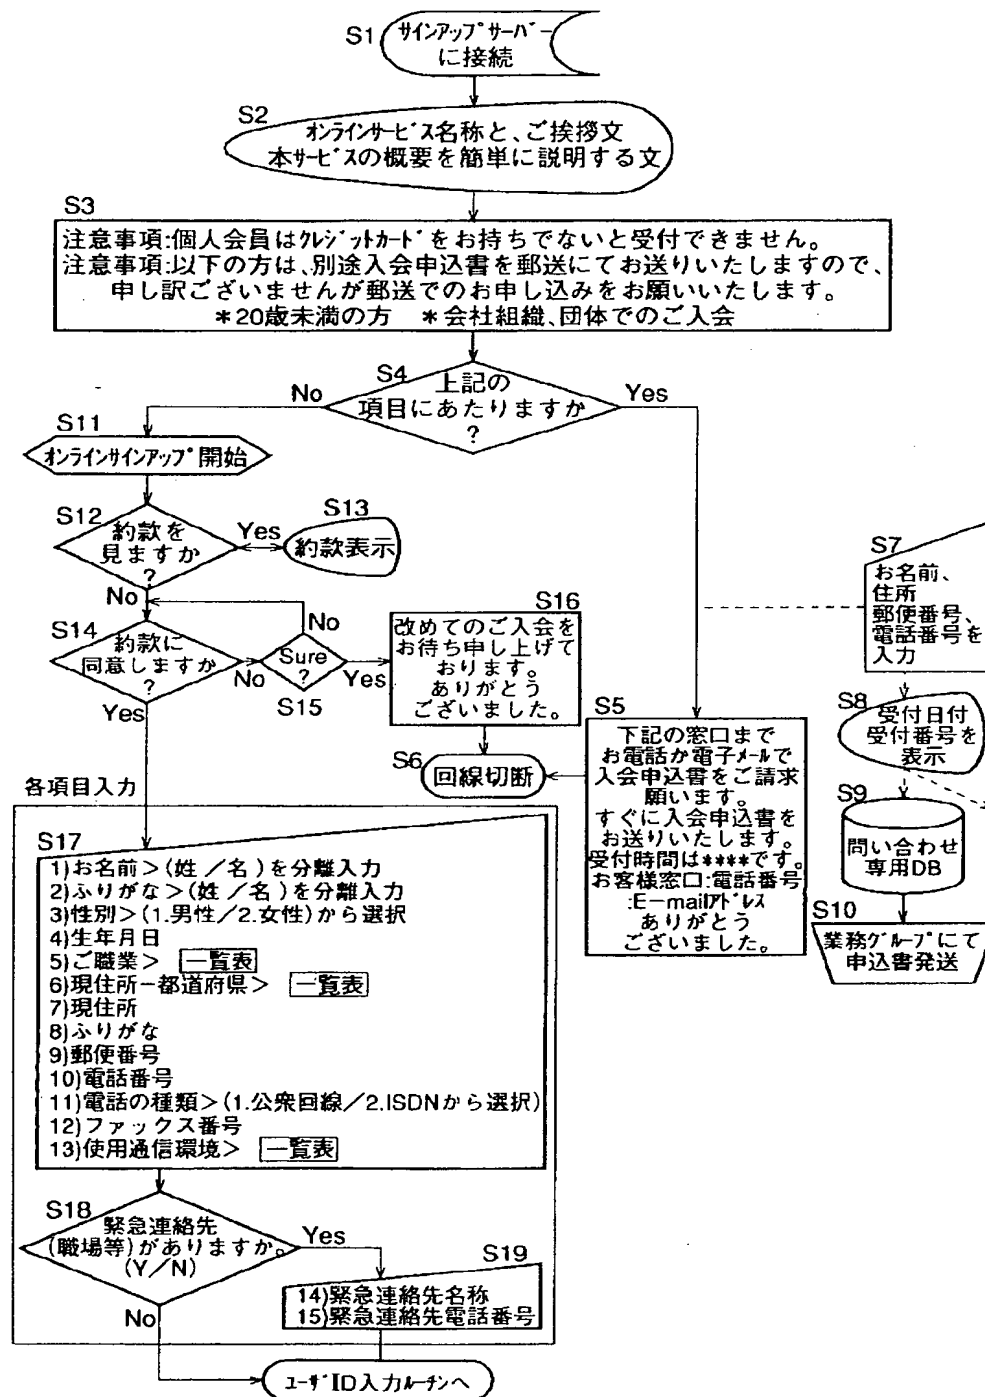 S1
サインアップサーバー
に接続
S2
オンラインサービス名称と、ご挨拶文
本サービスの概要を簡単に説明する文
S3
注意事項:個人会員はクレジットカードをお持ちでないと受付できません。
注意事項:以下の方は、別途入会申込書を郵送にてお送りいたしますので、
申し訳ございませんが郵送でのお申し込みをお願いいたします。
*20歳未満の方 *会社組織、団体でのご入会
S4
上記の
項目にあたりますか
?
No
Yes
S11
オンラインサインアップ開始
S12
約款を
見ますか
?
Yes
No
S13
約款表示
S14
約款に
同意しますか
?
No
Yes
Sure
?
No
Yes
S15
S16
改めてのご入会を
お待ち申し上げて
おります。
ありがとう
ございました。
S6
回線切断
S5
下記の窓口まで
お電話か電子メールで
入会申込書をご請求
願います。
すぐに入会申込書を
お送りいたします。
受付時間は****です。
お客様窓口:電話番号
:E-mailアドレス
ありがとう
ございました。
S7
お名前、
住所
郵便番号、
電話番号を
入力
S8
受付日付
受付番号を
表示
S9
問い合わせ
専用DB
S10
業務グループにて
申込書発送
各項目入力
S17
1)お名前>(姓/名)を分離入力
2)ふりがな>(姓/名)を分離入力
3)性別>(1.男性/2.女性)から選択
4)生年月日
5)ご職業> 一覧表
6)現住所-都道府県> 一覧表
7)現住所
8)ふりがな
9)郵便番号
10)電話番号
11)電話の種類>(1.公衆回線/2.ISDNから選択)
12)ファックス番号
13)使用通信環境> 一覧表
S18
緊急連絡先
(職場等)がありますか。
(Y/N)
Yes
No
S19
14)緊急連絡先名称
15)緊急連絡先電話番号
ユーザID入力ルーチンへ